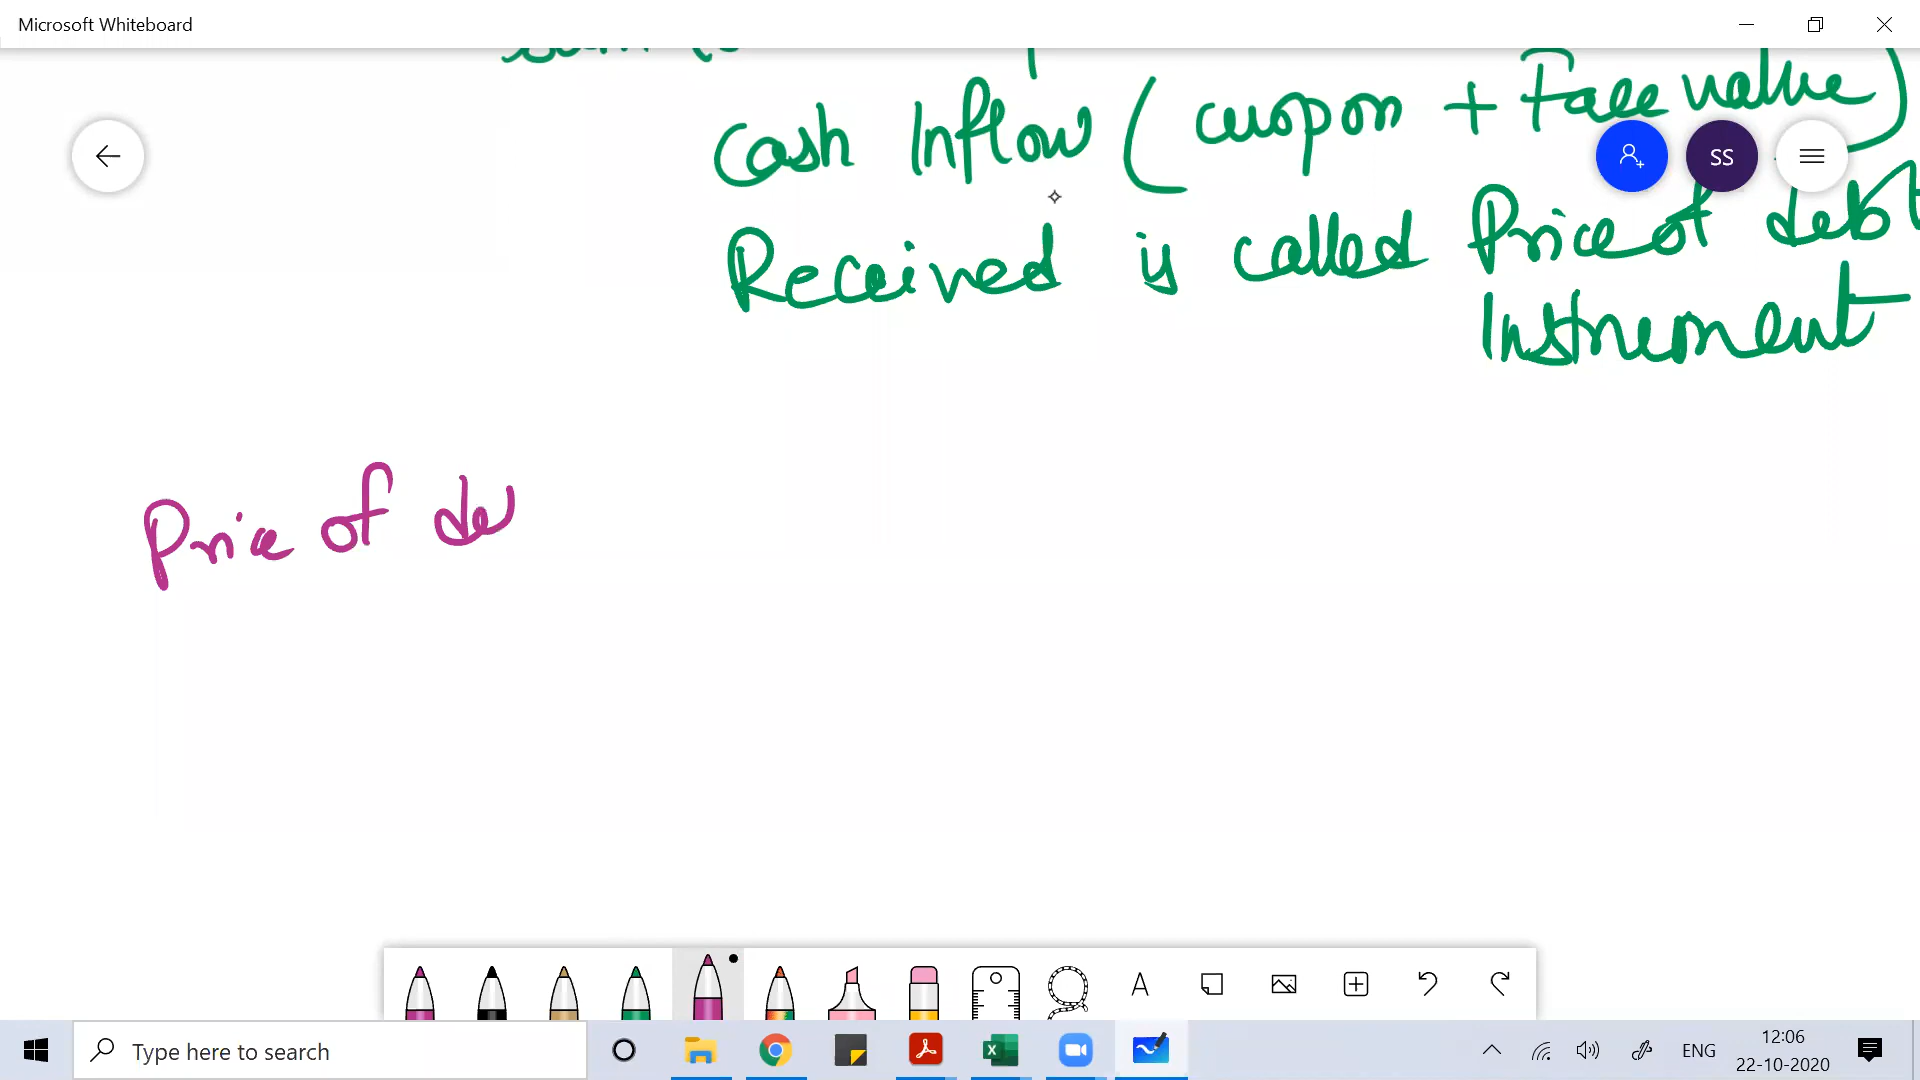 Microsoft Whiteboard
Cash Inflow (coupon + Face value)
SS
Received is called Price of debt
Instrument
Price of de
A
Type here to search
ENG
12:06
22-10-2020